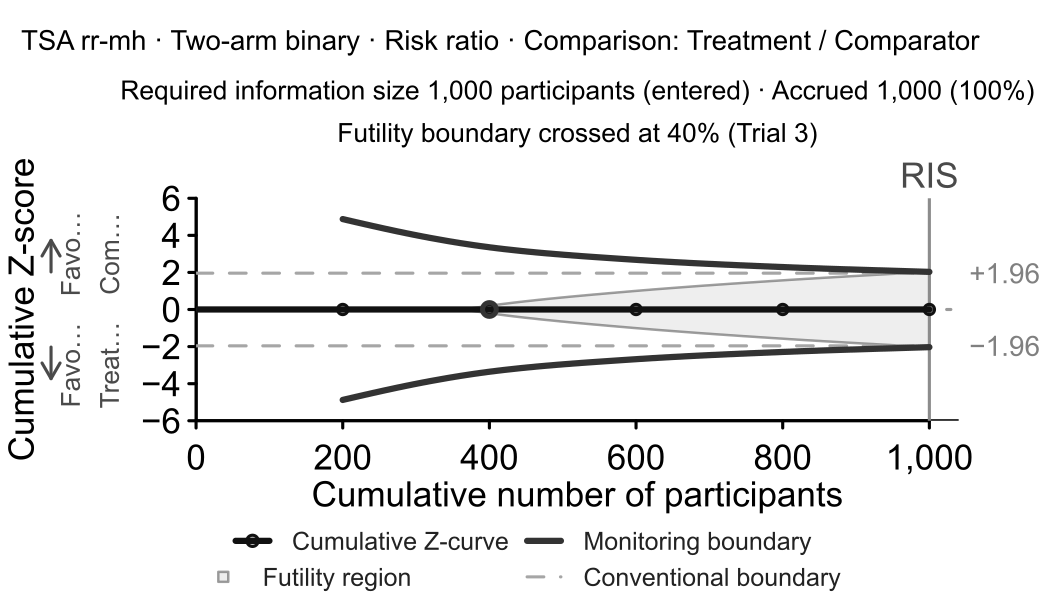 TSA rr-mh · Two-arm binary · Risk ratio · Comparison: Treatment / Comparator
Required information size 1,000 participants (entered) · Accrued 1,000 (100%)
Futility boundary crossed at 40% (Trial 3)
RIS
Cumulative Z-score
Favo…
Com…
Favo…
Treat…
6
4
2
0
−2
−4
−6
+1.96
−1.96
0
200
400
600
800
1,000
Cumulative number of participants
Cumulative Z-curve
Monitoring boundary
Futility region
Conventional boundary